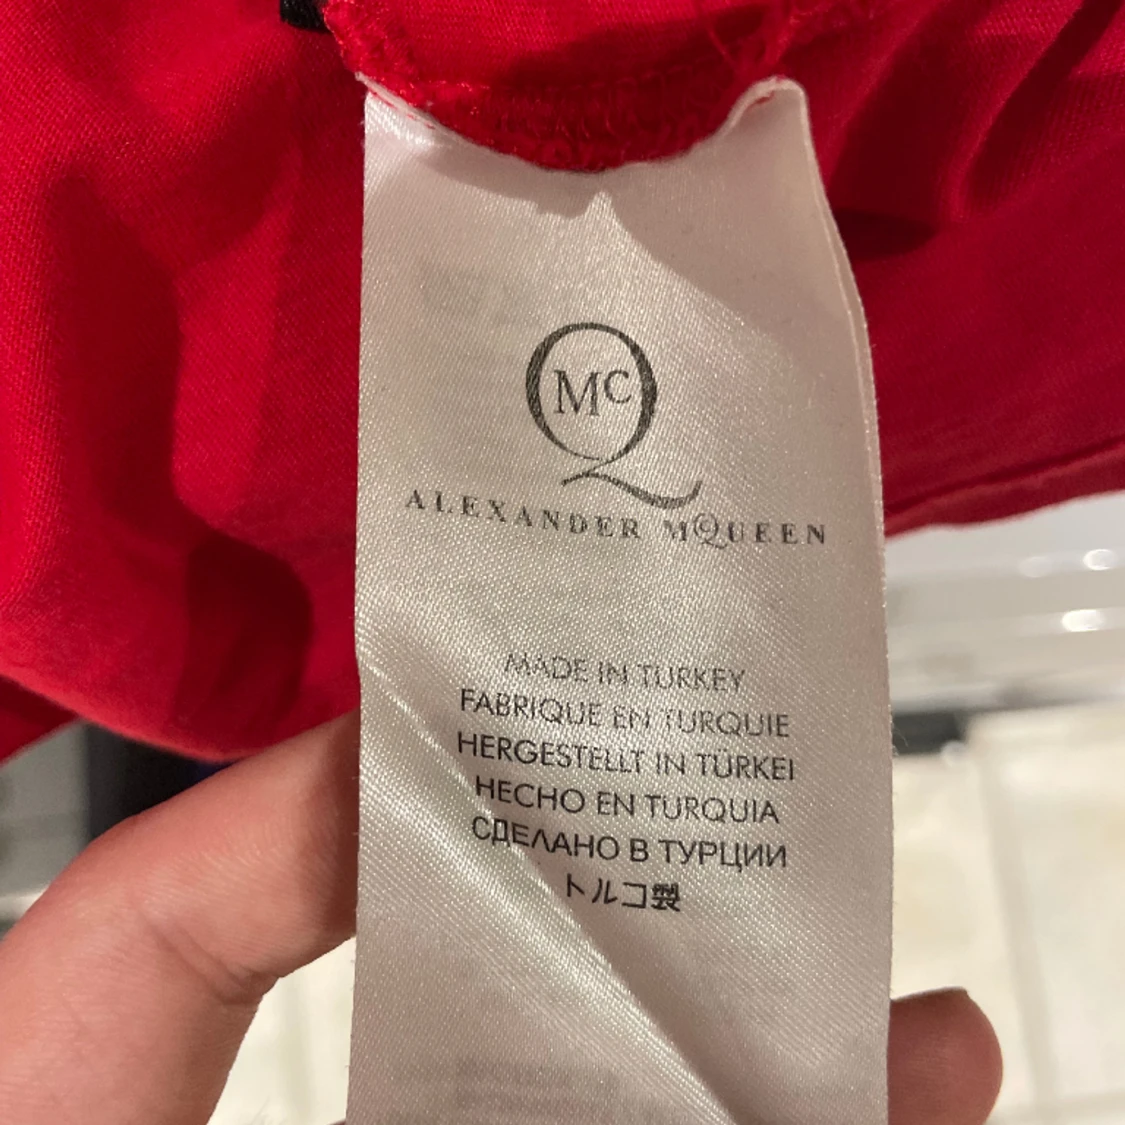 McQ
ALEXANDER MCQUEEN
MADE IN TURKEY
FABRIQUE EN TURQUIE
HERGESTELLT IN TÜRKEI
HECHO EN TURQUIA
СДЕЛАНО В ТУРЦИИ
トルコ製